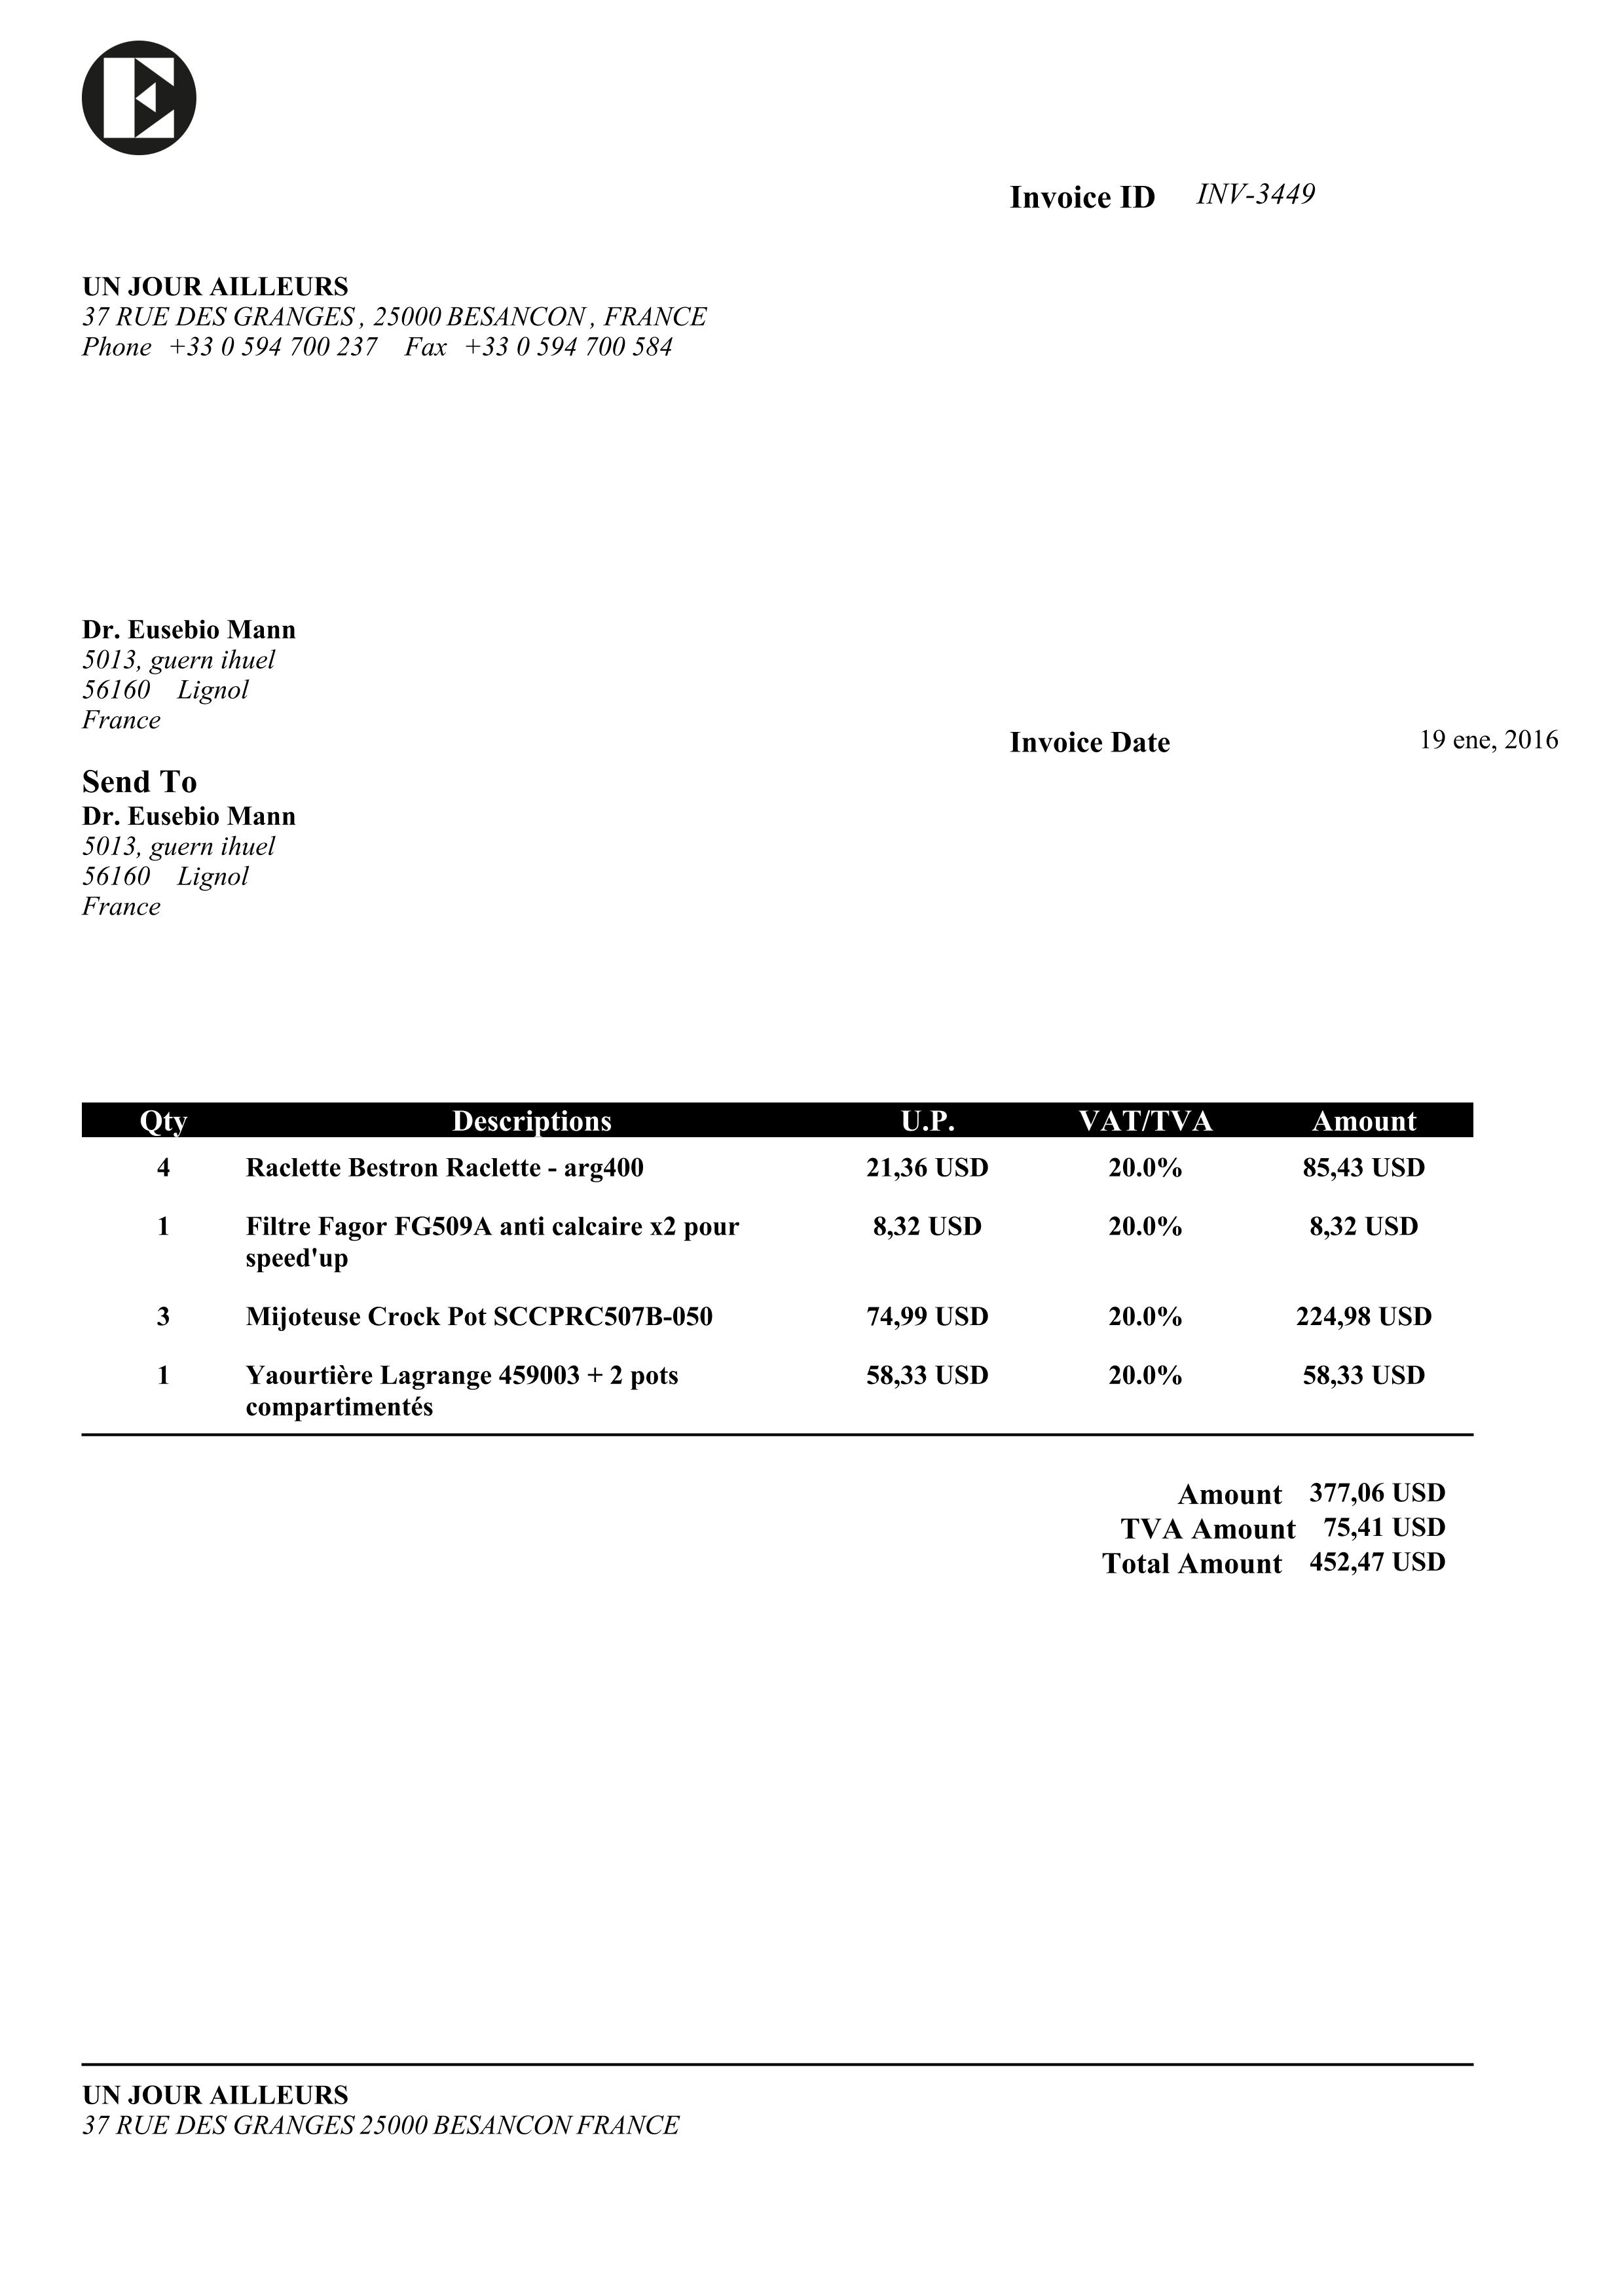 E
Invoice ID INV-3449
UN JOUR AILLEURS
37 RUE DES GRANGES , 25000 BESANCON , FRANCE
Phone +33 0 594 700 237 Fax +33 0 594 700 584
Dr. Eusebio Mann
5013, guern ihuel
56160 Lignol
France
Invoice Date 19 ene, 2016
Send To
Dr. Eusebio Mann
5013, guern ihuel
56160 Lignol
France
Qty Descriptions U.P. VAT/TVA Amount
4 Raclette Bestron Raclette - arg400 21,36 USD 20.0% 85,43 USD
1 Filtre Fagor FG509A anti calcaire x2 pour 8,32 USD 20.0% 8,32 USD
speed'up
3 Mijoteuse Crock Pot SCCPRC507B-050 74,99 USD 20.0% 224,98 USD
1 Yaourtière Lagrange 459003 + 2 pots 58,33 USD 20.0% 58,33 USD
compartimentés
Amount 377,06 USD
TVA Amount 75,41 USD
Total Amount 452,47 USD
UN JOUR AILLEURS
37 RUE DES GRANGES 25000 BESANCON FRANCE